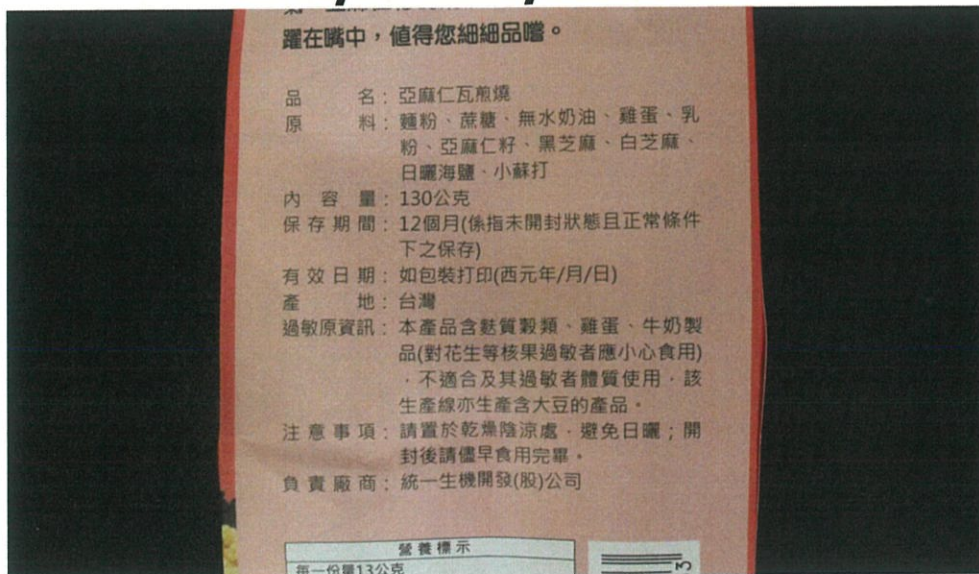 躍在嘴中，值得您細細品嚐。
品名：亞麻仁瓦煎燒
原料：麵粉、蔗糖、無水奶油、雞蛋、乳
粉、亞麻仁籽、黑芝麻、白芝麻、
日曬海鹽、小蘇打
內容量：130公克
保存期間：12個月(係指未開封狀態且正常條件
下之保存)
有效日期：如包裝打印(西元年/月/日)
產地：台灣
過敏原資訊：本產品含麩質穀類、雞蛋、牛奶製
品(對花生等核果過敏者應小心食用)
，不適合及其過敏者體質使用，該
生產線亦生產含大豆的產品。
注意事項：請置於乾燥陰涼處，避免日曬；開
封後請儘早食用完畢。
負責廠商：統一生機開發(股)公司
營養標示
每一份量13公克
3